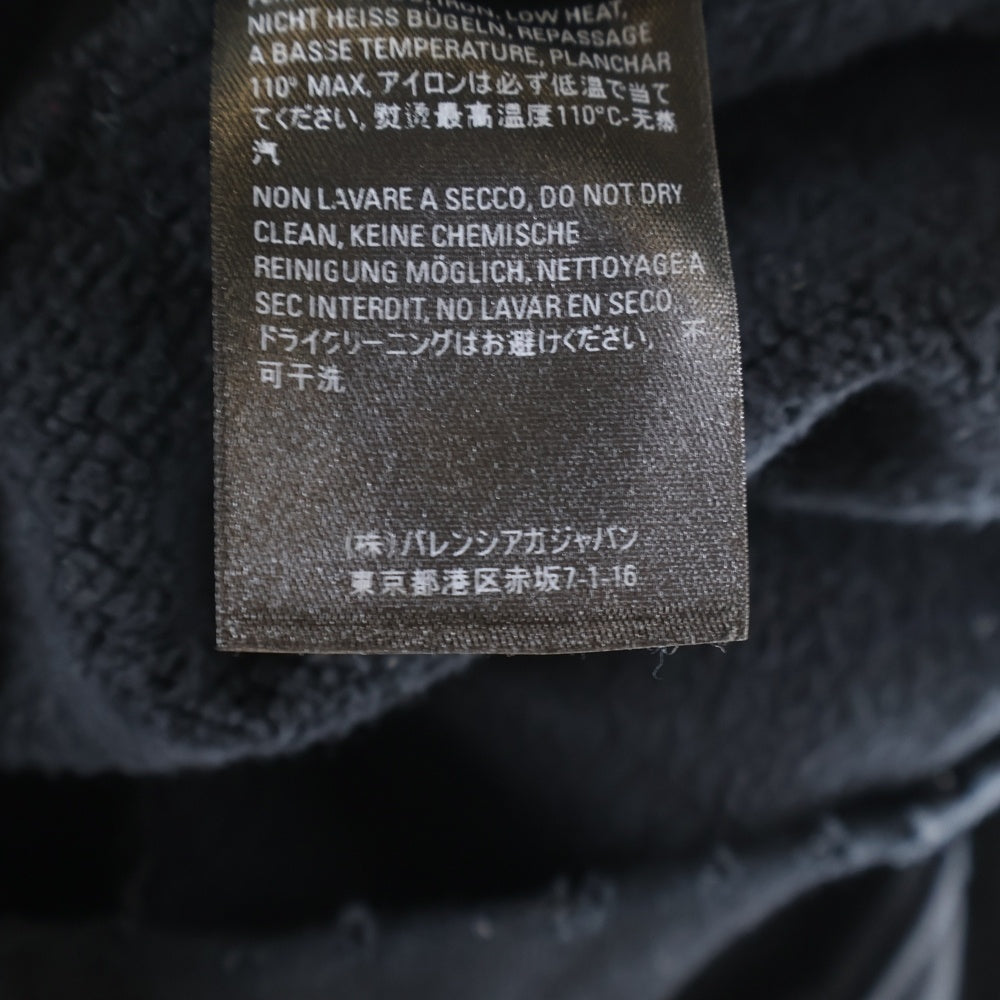 IRON, LOW HEAT,
NICHT HEISS BÜGELN, REPASSAGE
A BASSE TEMPERATURE, PLANCHAR
110° MAX, アイロンは必ず低温で当て
てください, 熨烫最高温度110°C-无蒸
汽
NON LAVARE A SECCO, DO NOT DRY
CLEAN, KEINE CHEMISCHE
REINIGUNG MÖGLICH, NETTOYAGE A
SEC INTERDIT, NO LAVAR EN SECO,
ドライクリーニングはお避けください, 不
可干洗
(株)バレンシアガジャパン
東京都港区赤坂7-1-16